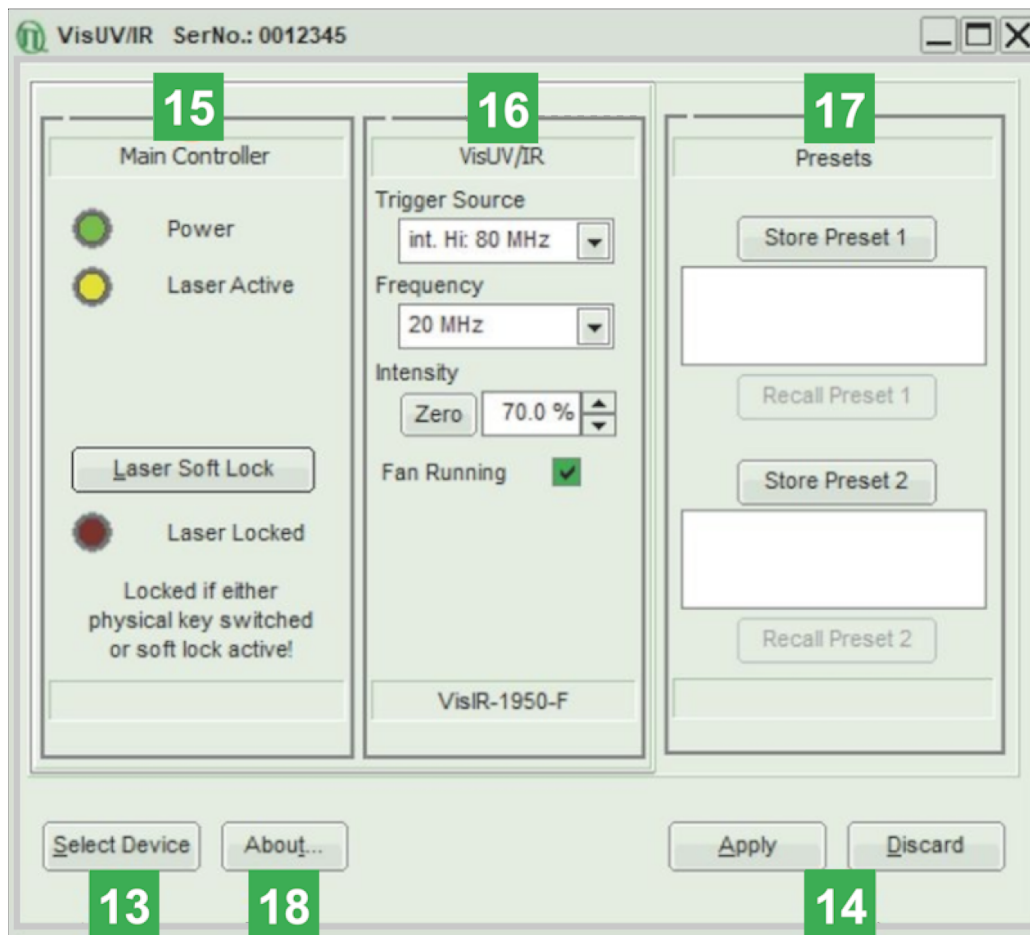 VisUV/IR SerNo.: 0012345
15
Main Controller
Power
Laser Active
Laser Soft Lock
Laser Locked
Locked if either
physical key switched
or soft lock active!
16
VisUV/IR
Trigger Source
int. Hi: 80 MHz
Frequency
20 MHz
Intensity
Zero 70.0 %
Fan Running
VisIR-1950-F
17
Presets
Store Preset 1
Recall Preset 1
Store Preset 2
Recall Preset 2
Select Device About... Apply Discard
13 18 14